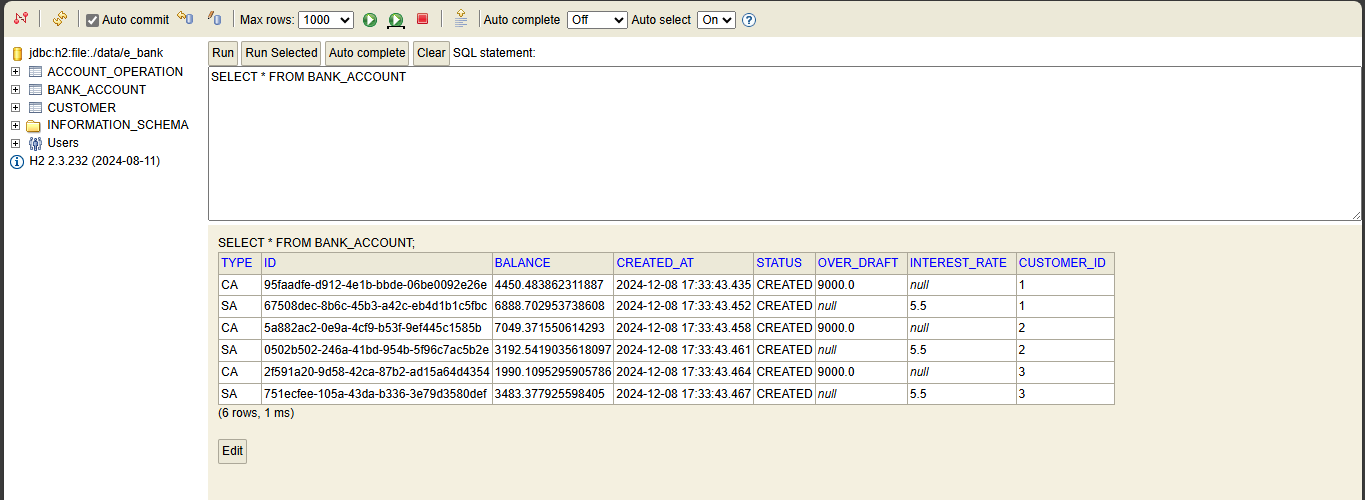 Auto commit Max rows: 1000 Auto complete Off Auto select On ?
jdbc:h2:file:./data/e_bank
ACCOUNT_OPERATION
BANK_ACCOUNT
CUSTOMER
INFORMATION_SCHEMA
Users
H2 2.3.232 (2024-08-11)
Run Run Selected Auto complete Clear SQL statement:
SELECT * FROM BANK_ACCOUNT
SELECT * FROM BANK_ACCOUNT;
TYPE ID BALANCE CREATED_AT STATUS OVER_DRAFT INTEREST_RATE CUSTOMER_ID
CA 95faadfe-d912-4e1b-bbde-06be0092e26e 4450.483862311887 2024-12-08 17:33:43.435 CREATED 9000.0 null 1
SA 67508dec-8b6c-45b3-a42c-eb4d1b1c5fbc 6888.702953738608 2024-12-08 17:33:43.452 CREATED null 5.5 1
CA 5a882ac2-0e9a-4cf9-b53f-9ef445c1585b 7049.371550614293 2024-12-08 17:33:43.458 CREATED 9000.0 null 2
SA 0502b502-246a-41bd-954b-5f96c7ac5b2e 3192.5419035618097 2024-12-08 17:33:43.461 CREATED null 5.5 2
CA 2f591a20-9d58-42ca-87b2-ad15a64d4354 1990.1095295905786 2024-12-08 17:33:43.464 CREATED 9000.0 null 3
SA 751ecfee-105a-43da-b336-3e79d3580def 3483.377925598405 2024-12-08 17:33:43.467 CREATED null 5.5 3
(6 rows, 1 ms)
Edit